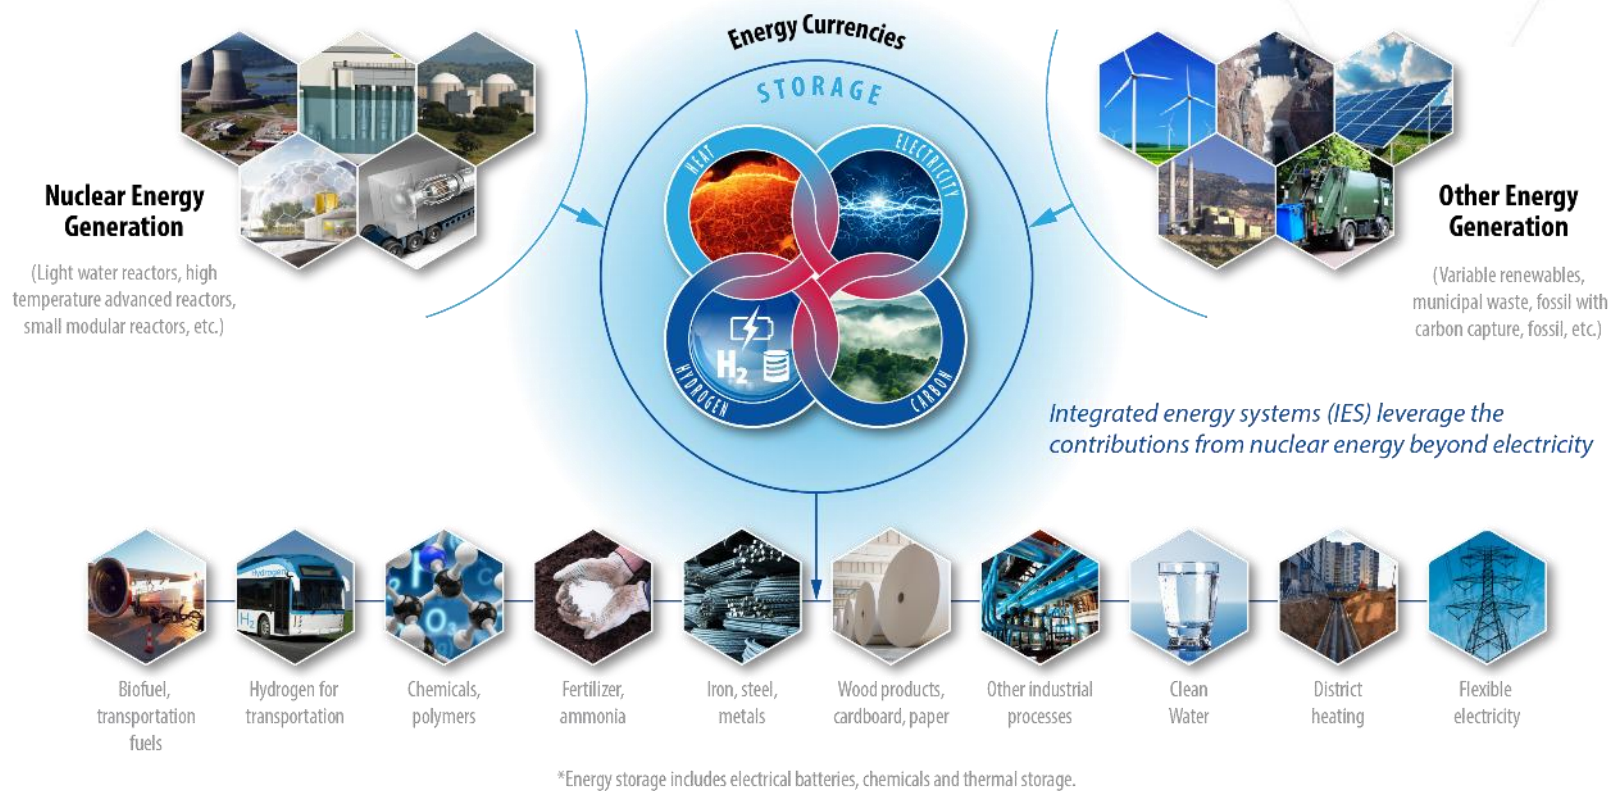 Energy Currencies
STORAGE
HEAT
ELECTRICITY
HYDROGEN
H2
CARBON
Nuclear Energy
Generation
(Light water reactors, high
temperature advanced reactors,
small modular reactors, etc.)
Other Energy
Generation
(Variable renewables,
municipal waste, fossil with
carbon capture, fossil, etc.)
Integrated energy systems (IES) leverage the
contributions from nuclear energy beyond electricity
Hydrogen
H2
O2
Biofuel,
transportation
fuels
Hydrogen for
transportation
Chemicals,
polymers
Fertilizer,
ammonia
Iron, steel,
metals
Wood products,
cardboard, paper
Other industrial
processes
Clean
Water
District
heating
Flexible
electricity
*Energy storage includes electrical batteries, chemicals and thermal storage.